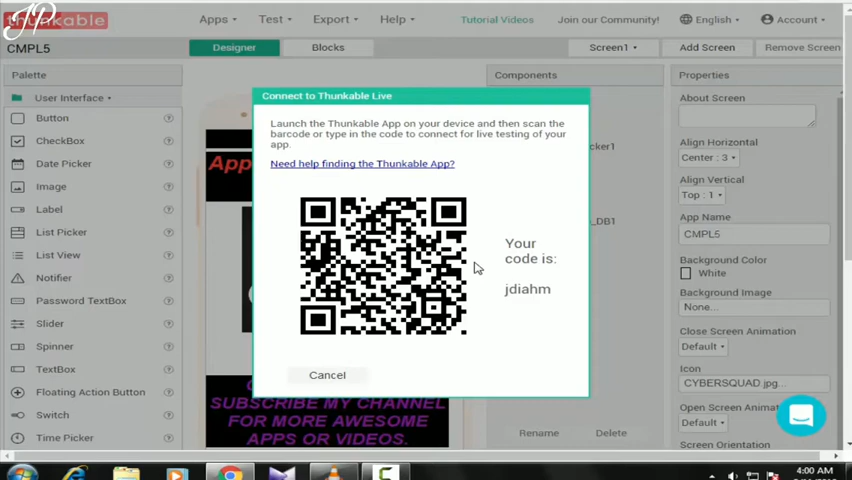 JP
thunkable
Apps Test Export Help Tutorial Videos Join our Community! English Account
CMPL5 Designer Blocks Screen1 Add Screen Remove Screen
Palette
User Interface
Button
CheckBox
Date Picker
Image
Label
List Picker
List View
Notifier
Password TextBox
Slider
Spinner
TextBox
Floating Action Button
Switch
Time Picker
App
Connect to Thunkable Live
Launch the Thunkable App on your device and then scan the
barcode or type in the code to connect for live testing of your
app.
Need help finding the Thunkable App?
Your
code is:
jdiahm
Cancel
SUBSCRIBE MY CHANNEL
FOR MORE AWESOME
APPS OR VIDEOS.
Components
_DB1
Rename Delete
Properties
About Screen
Align Horizontal
Center : 3
Align Vertical
Top : 1
App Name
CMPL5
Background Color
White
Background Image
None...
Close Screen Animation
Default
Icon
CYBERSQUAD.jpg...
Open Screen Animat
Default
Screen Orientation
4:00 AM